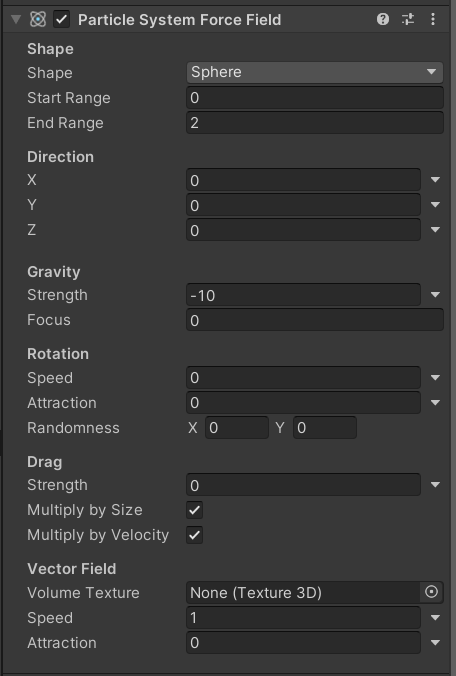 Particle System Force Field
Shape
Shape Sphere
Start Range 0
End Range 2
Direction
X 0
Y 0
Z 0
Gravity
Strength -10
Focus 0
Rotation
Speed 0
Attraction 0
Randomness X 0 Y 0
Drag
Strength 0
Multiply by Size
Multiply by Velocity
Vector Field
Volume Texture None (Texture 3D)
Speed 1
Attraction 0